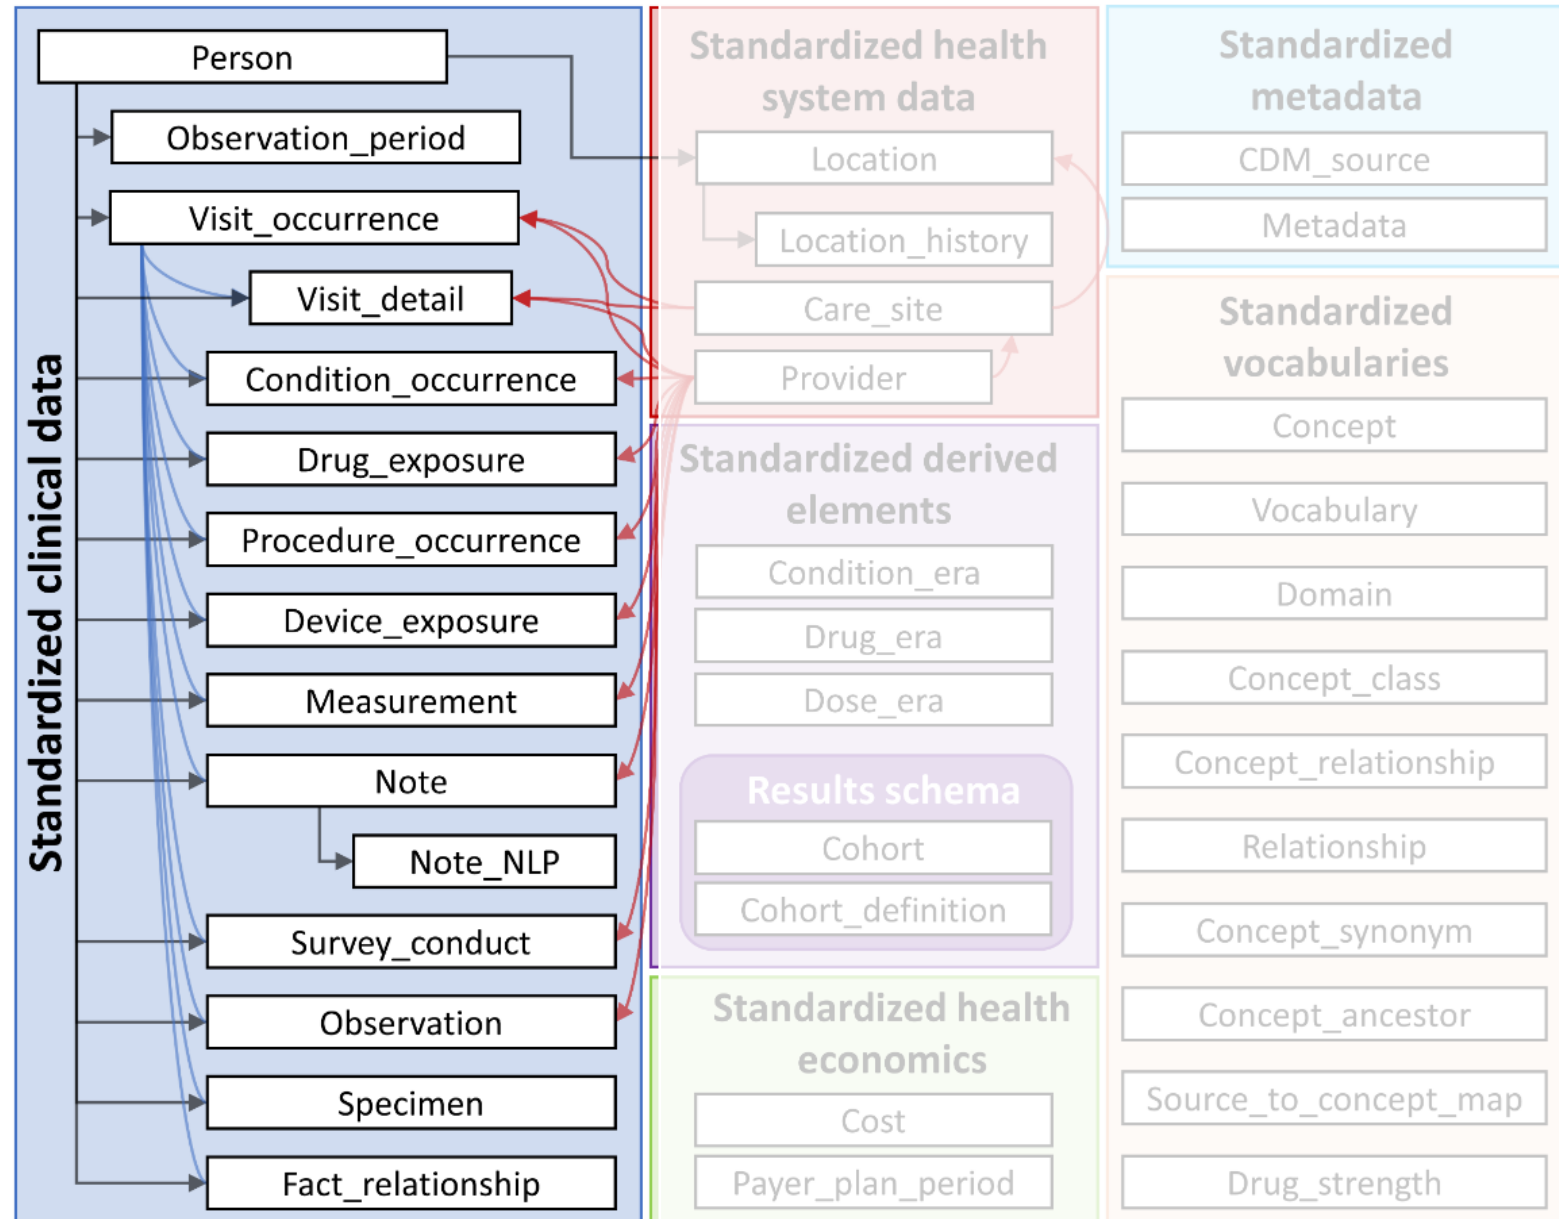 Standardized clinical data
Person
Observation_period
Visit_occurrence
Visit_detail
Condition_occurrence
Drug_exposure
Procedure_occurrence
Device_exposure
Measurement
Note
Note_NLP
Survey_conduct
Observation
Specimen
Fact_relationship
Standardized health
system data
Location
Location_history
Care_site
Provider
Standardized derived
elements
Condition_era
Drug_era
Dose_era
Results schema
Cohort
Cohort_definition
Standardized health
economics
Cost
Payer_plan_period
Standardized
metadata
CDM_source
Metadata
Standardized
vocabularies
Concept
Vocabulary
Domain
Concept_class
Concept_relationship
Relationship
Concept_synonym
Concept_ancestor
Source_to_concept_map
Drug_strength